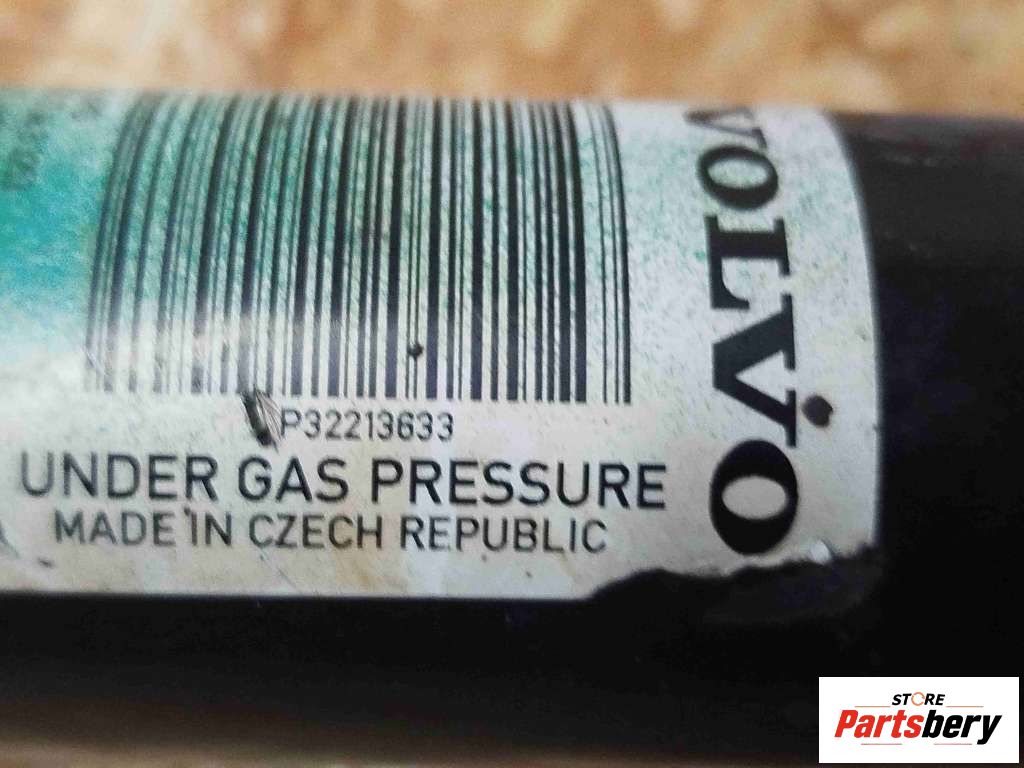 P32213633
UNDER GAS PRESSURE
MADE IN CZECH REPUBLIC
VOLVO
STORE
Partsbery